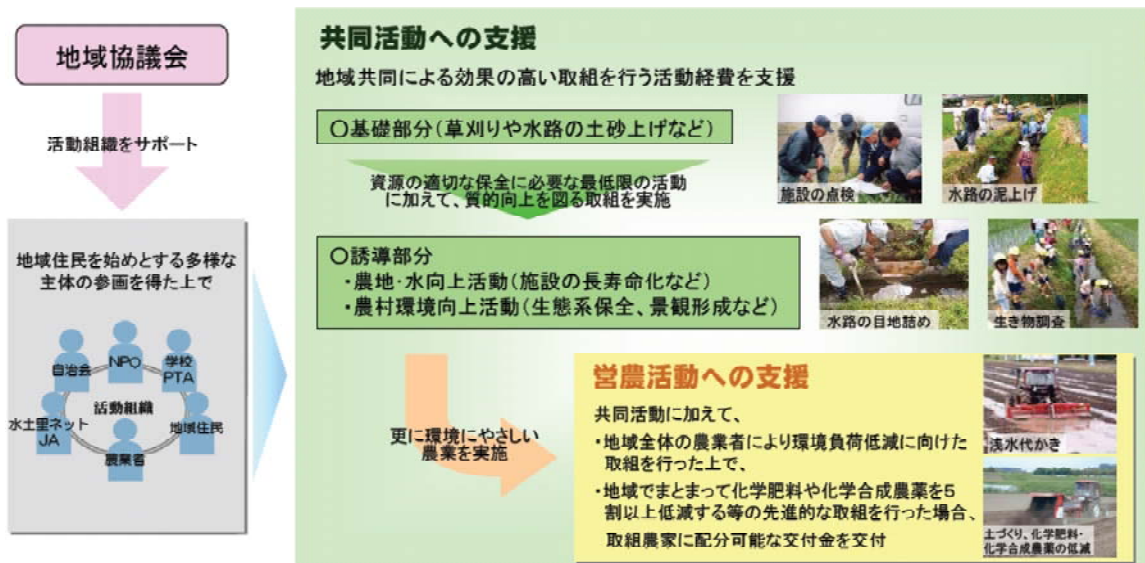 地域協議会
活動組織をサポート
地域住民を始めとする多様な
主体の参画を得た上で
自治会
NPO
学校
PTA
活動組織
水土里ネット
JA
地域住民
農業者
共同活動への支援
地域共同による効果の高い取組を行う活動経費を支援
○基礎部分(草刈りや水路の土砂上げなど)
資源の適切な保全に必要な最低限の活動
に加えて、質的向上を図る取組を実施
施設の点検
水路の泥上げ
○誘導部分
・農地・水向上活動(施設の長寿命化など)
・農村環境向上活動(生態系保全、景観形成など)
水路の目地詰め
生き物調査
更に環境にやさしい
農業を実施
営農活動への支援
共同活動に加えて、
・地域全体の農業者により環境負荷低減に向けた
取組を行った上で、
・地域でまとまって化学肥料や化学合成農薬を5
割以上低減する等の先進的な取組を行った場合、
取組農家に配分可能な交付金を交付
浅水代かき
土づくり、化学肥料・
化学合成農薬の低減